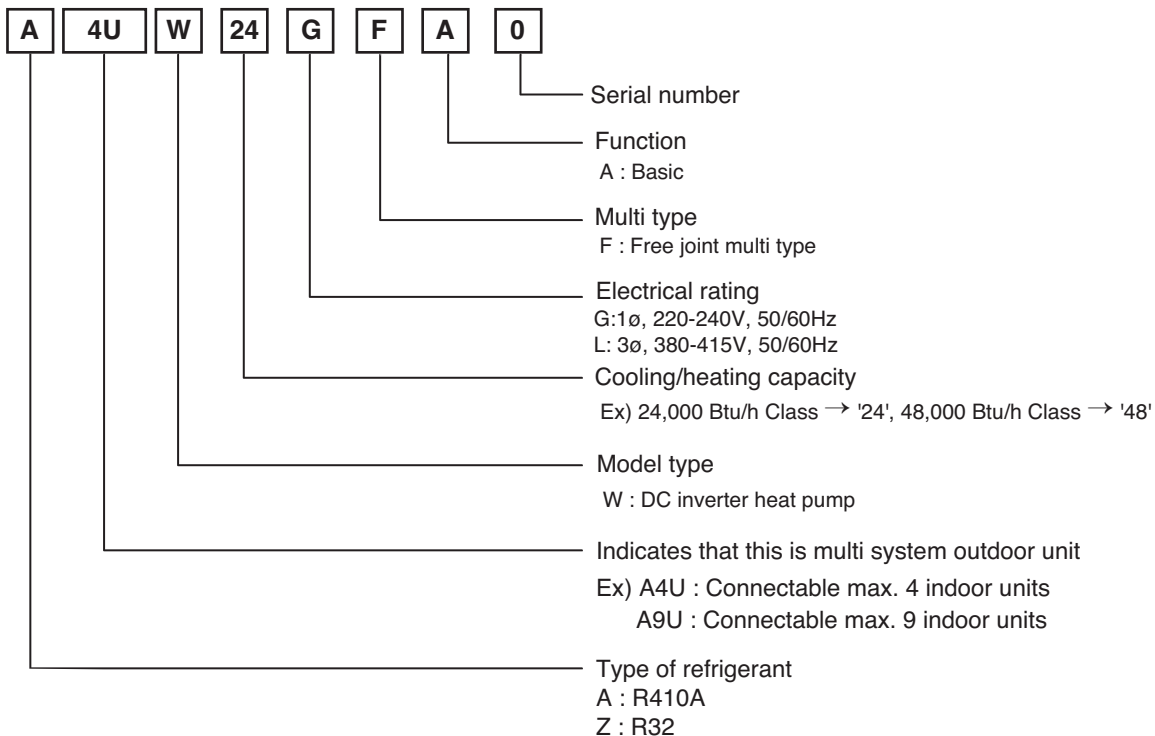 A 4U W 24 G F A 0
Serial number
Function
A : Basic
Multi type
F : Free joint multi type
Electrical rating
G:1ø, 220-240V, 50/60Hz
L: 3ø, 380-415V, 50/60Hz
Cooling/heating capacity
Ex) 24,000 Btu/h Class → '24', 48,000 Btu/h Class → '48'
Model type
W : DC inverter heat pump
Indicates that this is multi system outdoor unit
Ex) A4U : Connectable max. 4 indoor units
A9U : Connectable max. 9 indoor units
Type of refrigerant
A : R410A
Z : R32